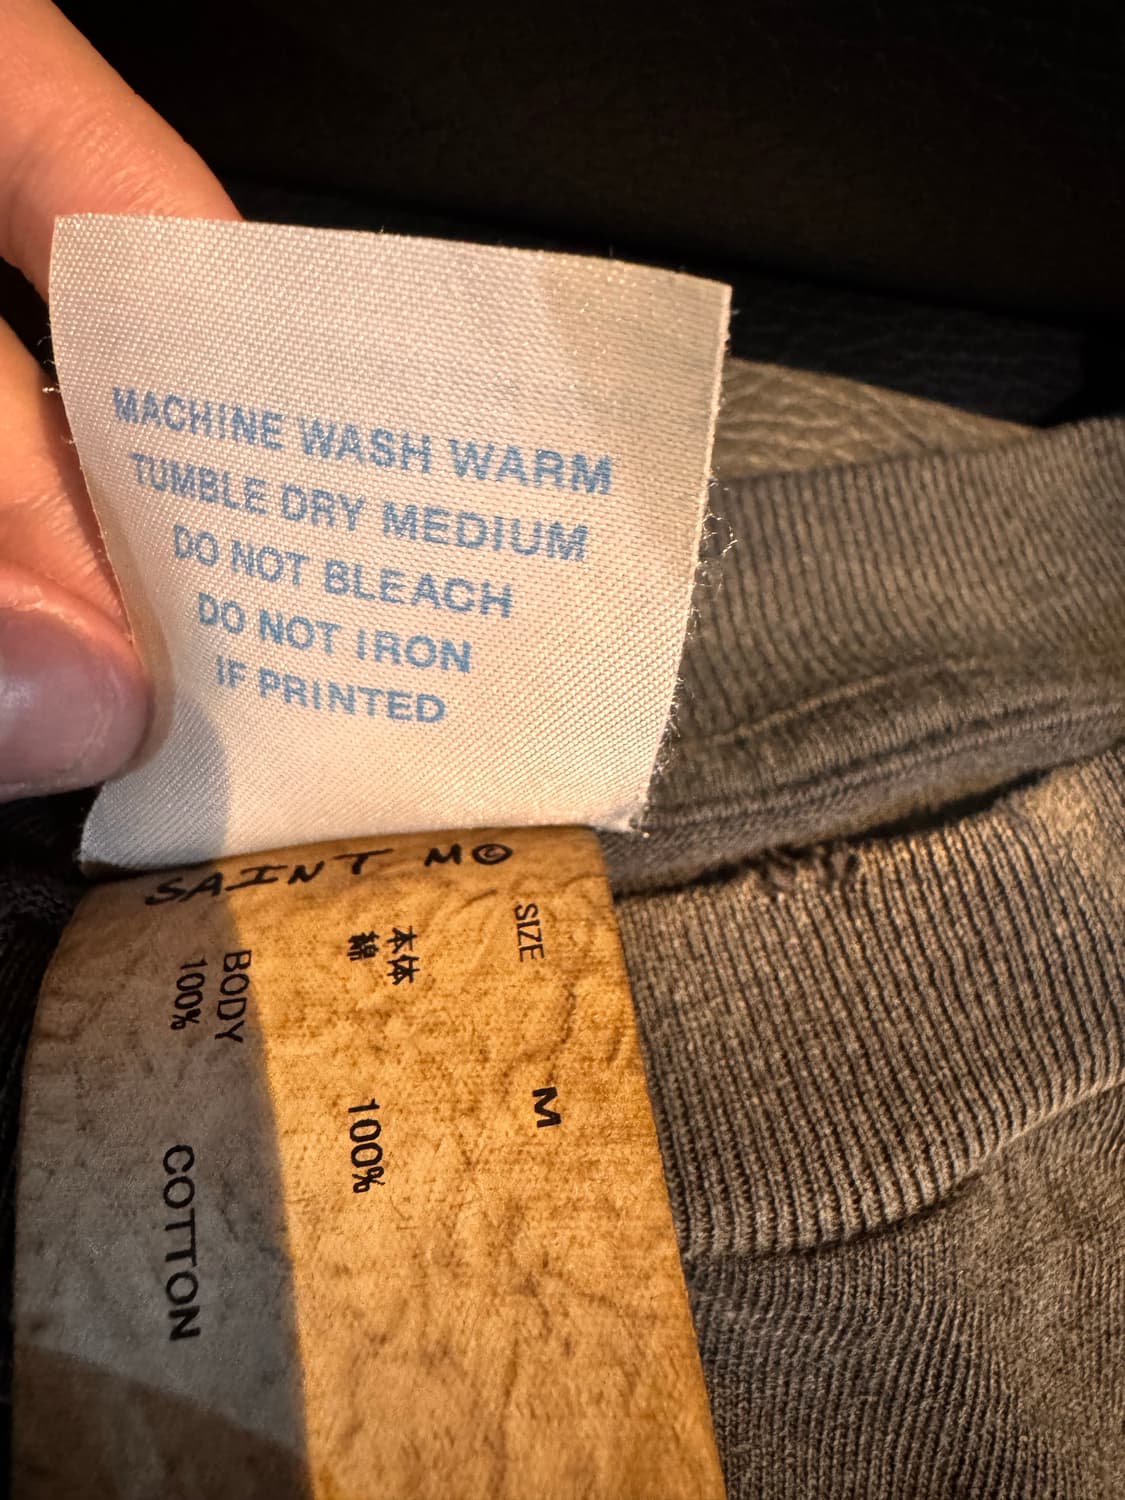 MACHINE WASH WARM
TUMBLE DRY MEDIUM
DO NOT BLEACH
DO NOT IRON
IF PRINTED
SAINT M©
SIZE M
本体
綿 100%
BODY
100% COTTON